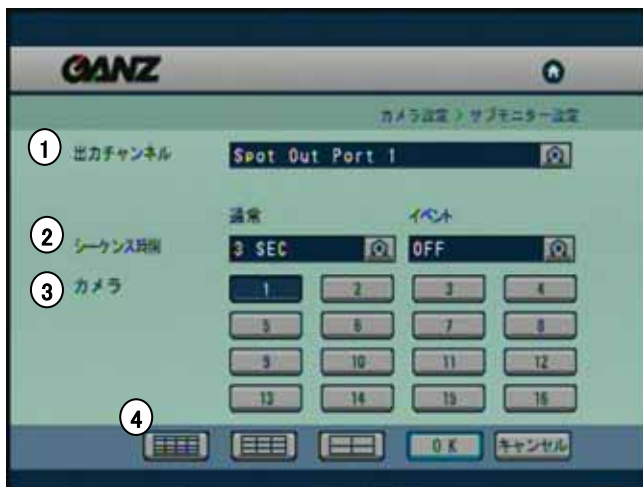 GANZ
カメラ設定 > サブモニター設定
① 出力チャンネル Spot Out Port 1
通常 イベント
② シーケンス時間 3 SEC OFF
③ カメラ 1 2 3 4
5 6 7 8
9 10 11 12
13 14 15 16
④
OK キャンセル